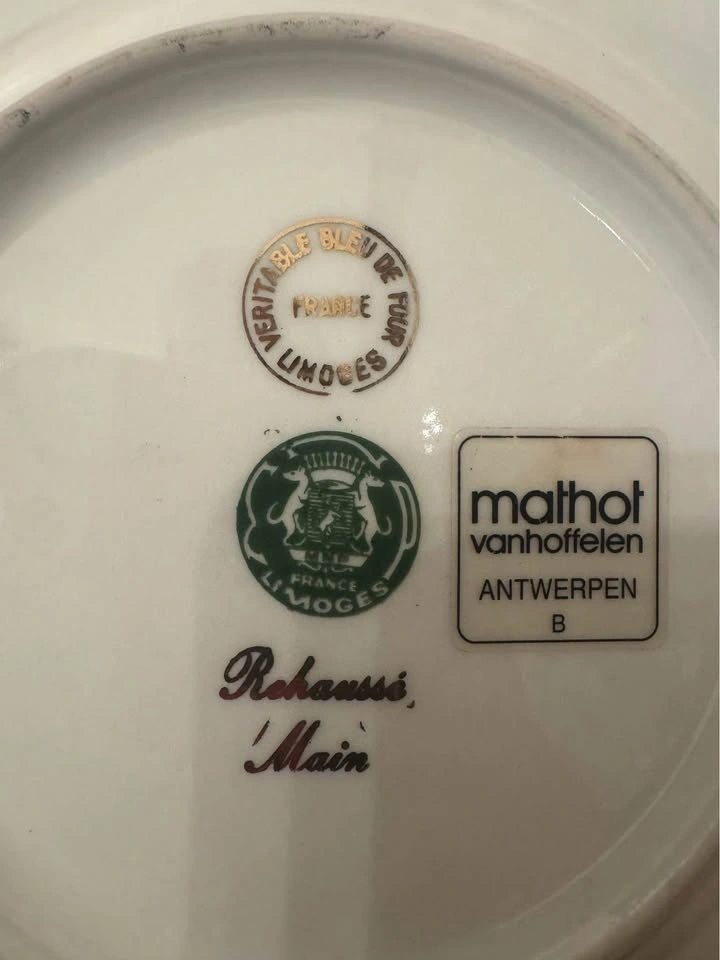 VERITABLE BLEU DE FOUR
FRANCE
LIMOGES
FRANCE
LIMOGES
mathot
vanhoffelen
ANTWERPEN
B
Rehaussé
Main